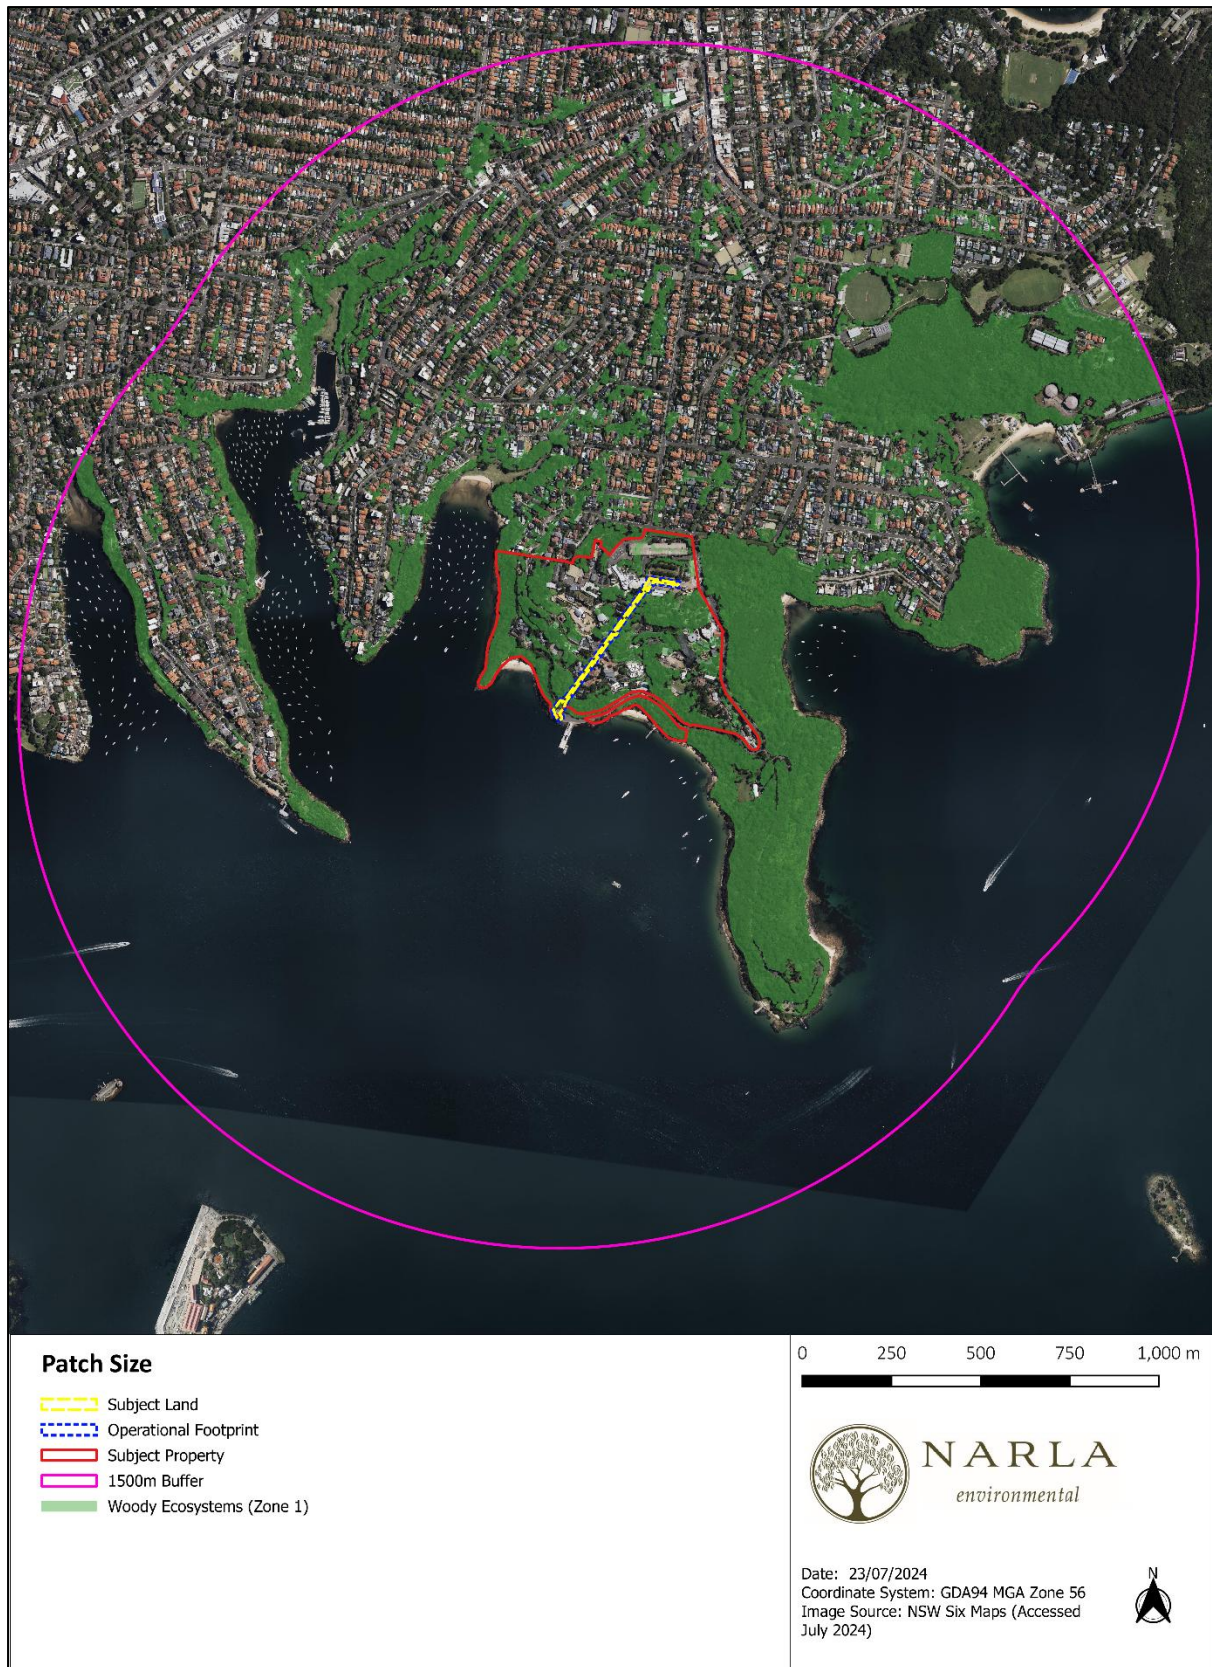 Patch Size
Subject Land
Operational Footprint
Subject Property
1500m Buffer
Woody Ecosystems (Zone 1)
0 250 500 750 1,000 m
NARLA
environmental
Date: 23/07/2024
Coordinate System: GDA94 MGA Zone 56
Image Source: NSW Six Maps (Accessed
July 2024)
N